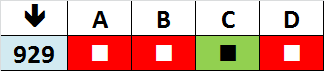 🡳 A B C D
929 ■ ■ ■ ■